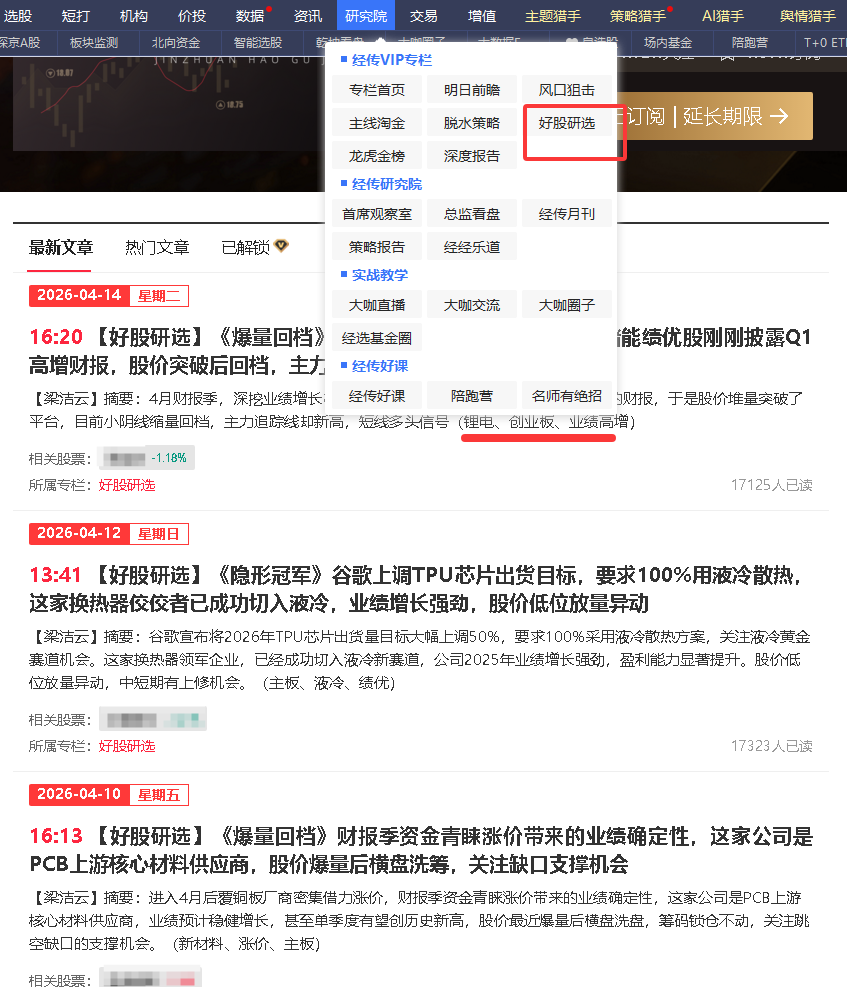 选股 短打 机构 价投 数据 资讯 研究院 交易 增值 主题猎手 策略猎手 AI猎手 舆情猎手
深京A股 板块监测 北向资金 智能选股 场内基金 陪跑营 T+0 ET
JINZHUAN HAO GU
18.87
18.75
订阅 | 延长期限 →
经传VIP专栏
专栏首页 明日前瞻 风口狙击
主线淘金 脱水策略 好股研选
龙虎金榜 深度报告
经传研究院
首席观察室 总监看盘 经传月刊
策略报告 经经乐道
实战教学
大咖直播 大咖交流 大咖圈子
经选基金圈
经传好课
经传好课 陪跑营 名师有绝招
最新文章 热门文章 已解锁
2026-04-14 星期二
16:20 【好股研选】《爆量回档》 能绩优股刚刚披露Q1
高增财报，股价突破后回档，主力
【梁洁云】摘要：4月财报季，深挖业绩增长 的财报，于是股价堆量突破了
平台，目前小阴线缩量回档，主力追踪线却新高，短线多头信号（锂电、创业板、业绩高增）
相关股票： -1.18%
所属专栏：好股研选 17125人已读
2026-04-12 星期日
13:41 【好股研选】《隐形冠军》谷歌上调TPU芯片出货目标，要求100%用液冷散热，
这家换热器佼佼者已成功切入液冷，业绩增长强劲，股价低位放量异动
【梁洁云】摘要：谷歌宣布将2026年TPU芯片出货量目标大幅上调50%，要求100%采用液冷散热方案，关注液冷黄金
赛道机会。这家换热器领军企业，已经成功切入液冷新赛道，公司2025年业绩增长强劲，盈利能力显著提升。股价低
位放量异动，中短期有上修机会。（主板、液冷、绩优）
相关股票：
所属专栏：好股研选 17323人已读
2026-04-10 星期五
16:13 【好股研选】《爆量回档》财报季资金青睐涨价带来的业绩确定性，这家公司是
PCB上游核心材料供应商，股价爆量后横盘洗筹，关注缺口支撑机会
【梁洁云】摘要：进入4月后覆铜板厂商密集借力涨价，财报季资金青睐涨价带来的业绩确定性，这家公司是PCB上游
核心材料供应商，业绩预计稳健增长，甚至单季度有望创历史新高，股价最近爆量后横盘洗盘，筹码锁仓不动，关注跳
空缺口的支撑机会。（新材料、涨价、主板）
相关股票：